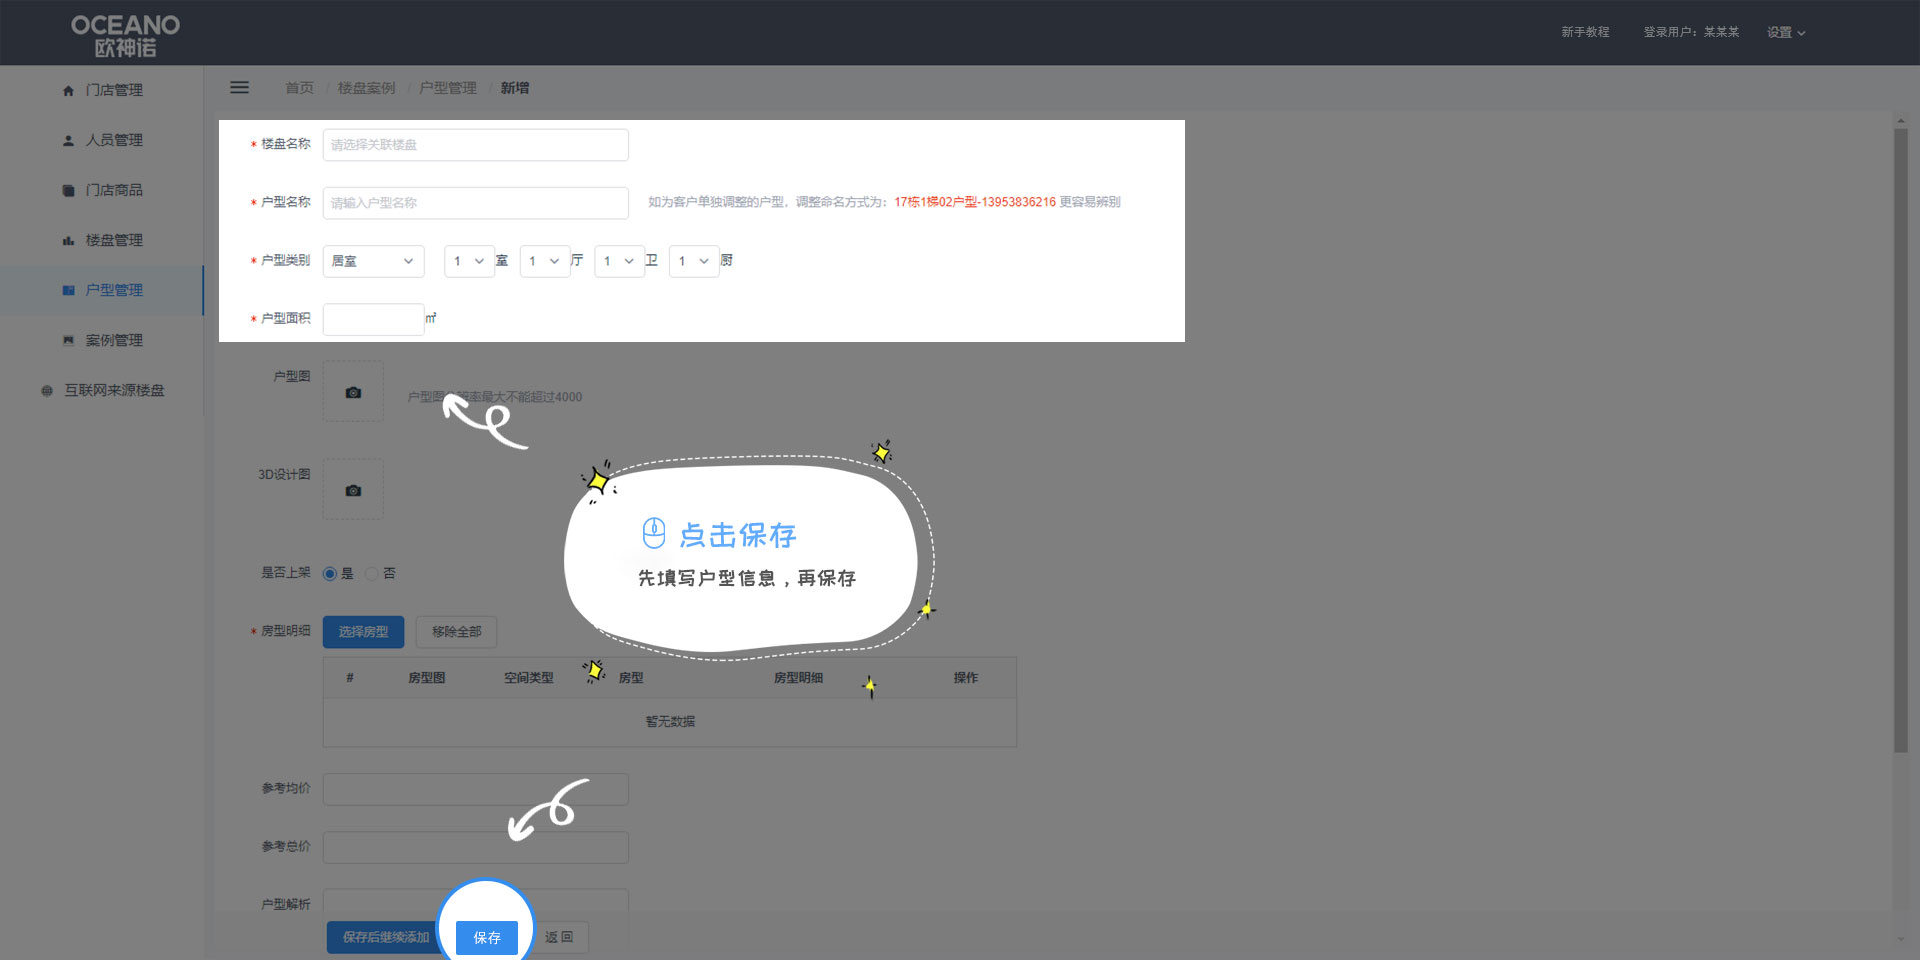 OCEANO
欧神诺
新手教程 登录用户：某某某 设置
首页 / 楼盘案例 / 户型管理 / 新增
门店管理
人员管理
门店商品
楼盘管理
户型管理
案例管理
互联网来源楼盘
* 楼盘名称 请选择关联楼盘
* 户型名称 请输入户型名称 如为客户单独调整的户型，调整命名方式为：17栋1梯02户型-13953836216 更容易辨别
* 户型类别 居室 1 室 1 厅 1 卫 1 厨
* 户型面积 ㎡
户型图 户型图 率最大不能超过4000
3D设计图
点击保存
先填写户型信息，再保存
是否上架 是 否
* 房型明细 选择房型 移除全部
# 房型图 空间类型 房型 房型明细 操作
暂无数据
参考均价
参考总价
户型解析
保存后继续添加 保存 返回